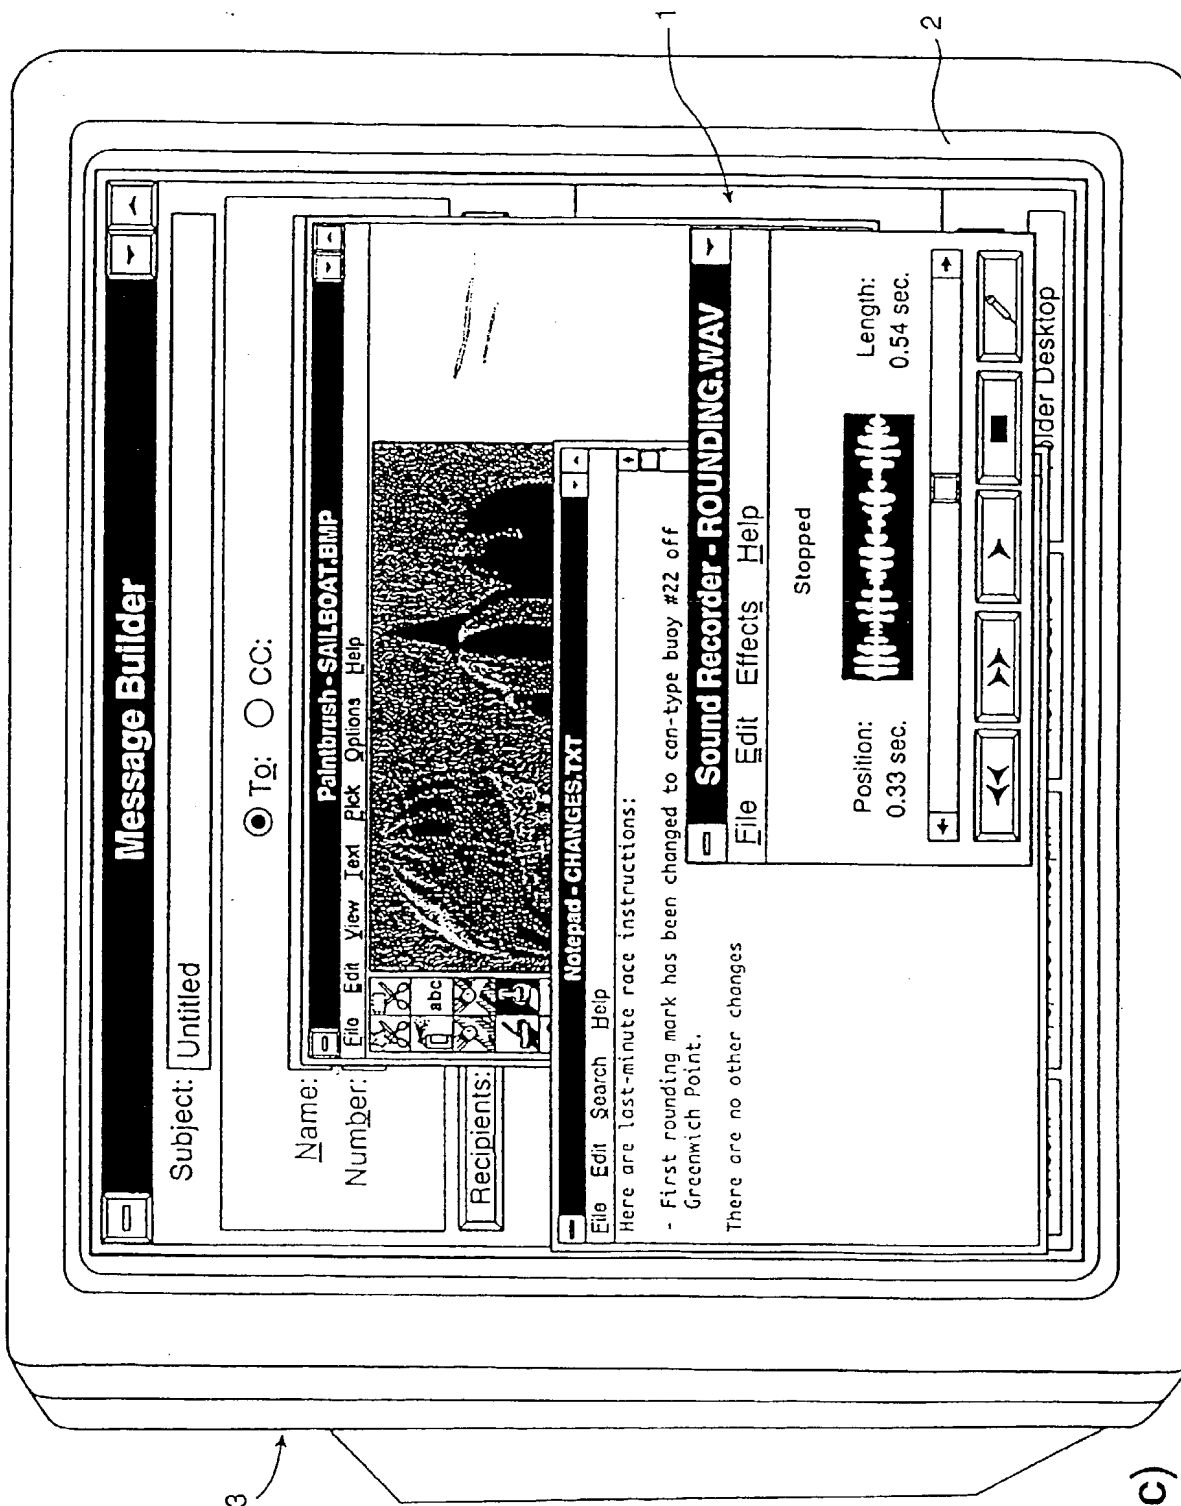 Message Builder
Subject: Untitled
To: CC:
Name:
Number:
Recipients:
Paintbrush - SAILBOAT.BMP
File Edit View Text Pick Options Help
abc
Notepad - CHANGES.TXT
File Edit Search Help
Here are last-minute race instructions:
- First rounding mark has been changed to can-type buoy #22 off
Greenwich Point.
There are no other changes
Sound Recorder - ROUNDING.WAV
File Edit Effects Help
Stopped
Position:
0.33 sec.
Length:
0.54 sec.
Desktop
1
2
3
c)